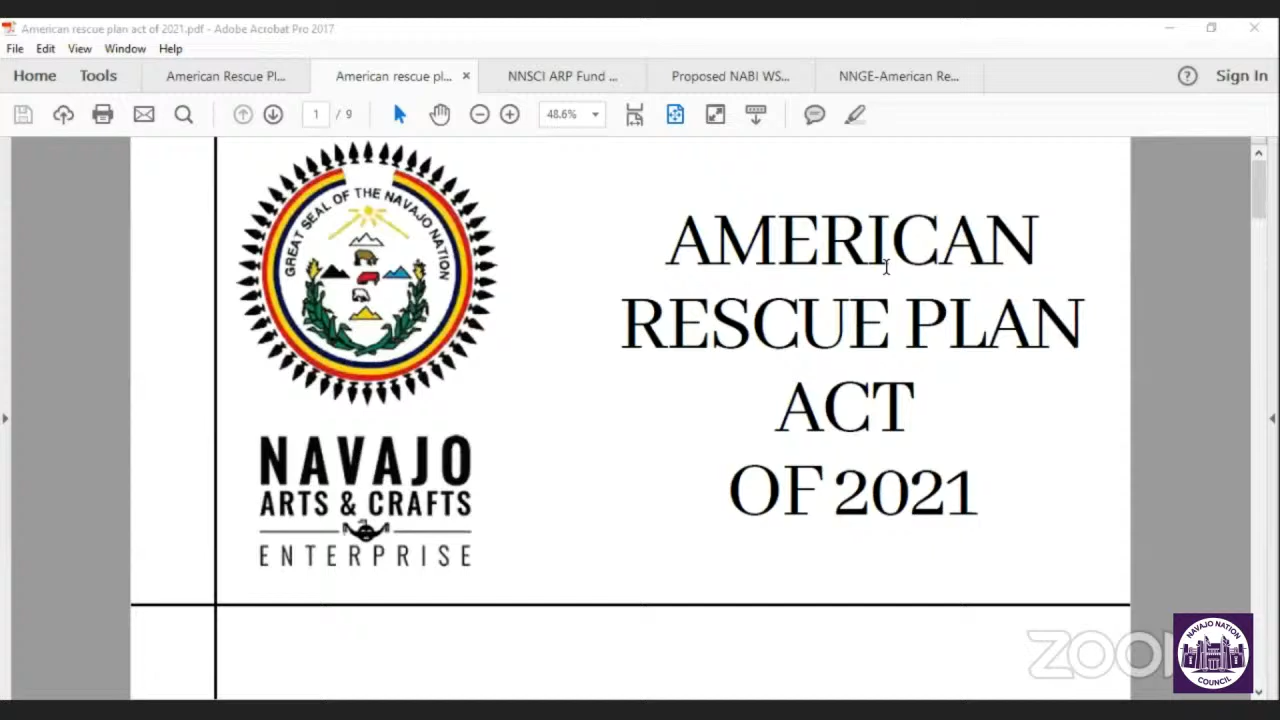 American rescue plan act of 2021.pdf - Adobe Acrobat Pro 2017
File Edit View Window Help
Home Tools American Rescue Pl... American rescue pl... × NNSCI ARP Fund ... Proposed NABI WS... NNGE-American Re... ? Sign In
1 / 9 48.6%
GREAT SEAL OF THE NAVAJO NATION
NAVAJO
ARTS & CRAFTS
ENTERPRISE
AMERICAN
RESCUE PLAN
ACT
OF 2021
ZOOM
NAVAJO NATION
COUNCIL